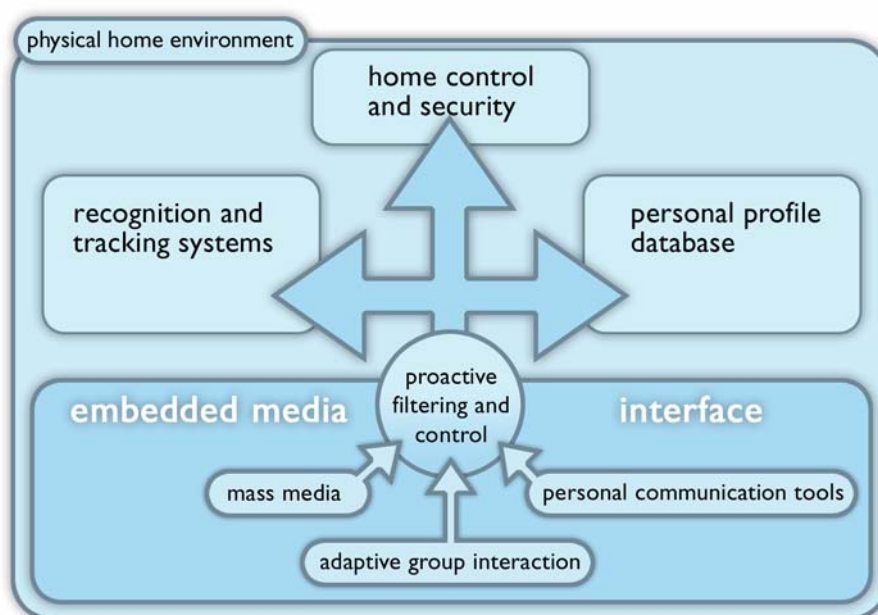 physical home environment
home control
and security
recognition and
tracking systems
personal profile
database
proactive
filtering and
control
embedded media
interface
mass media
personal communication tools
adaptive group interaction